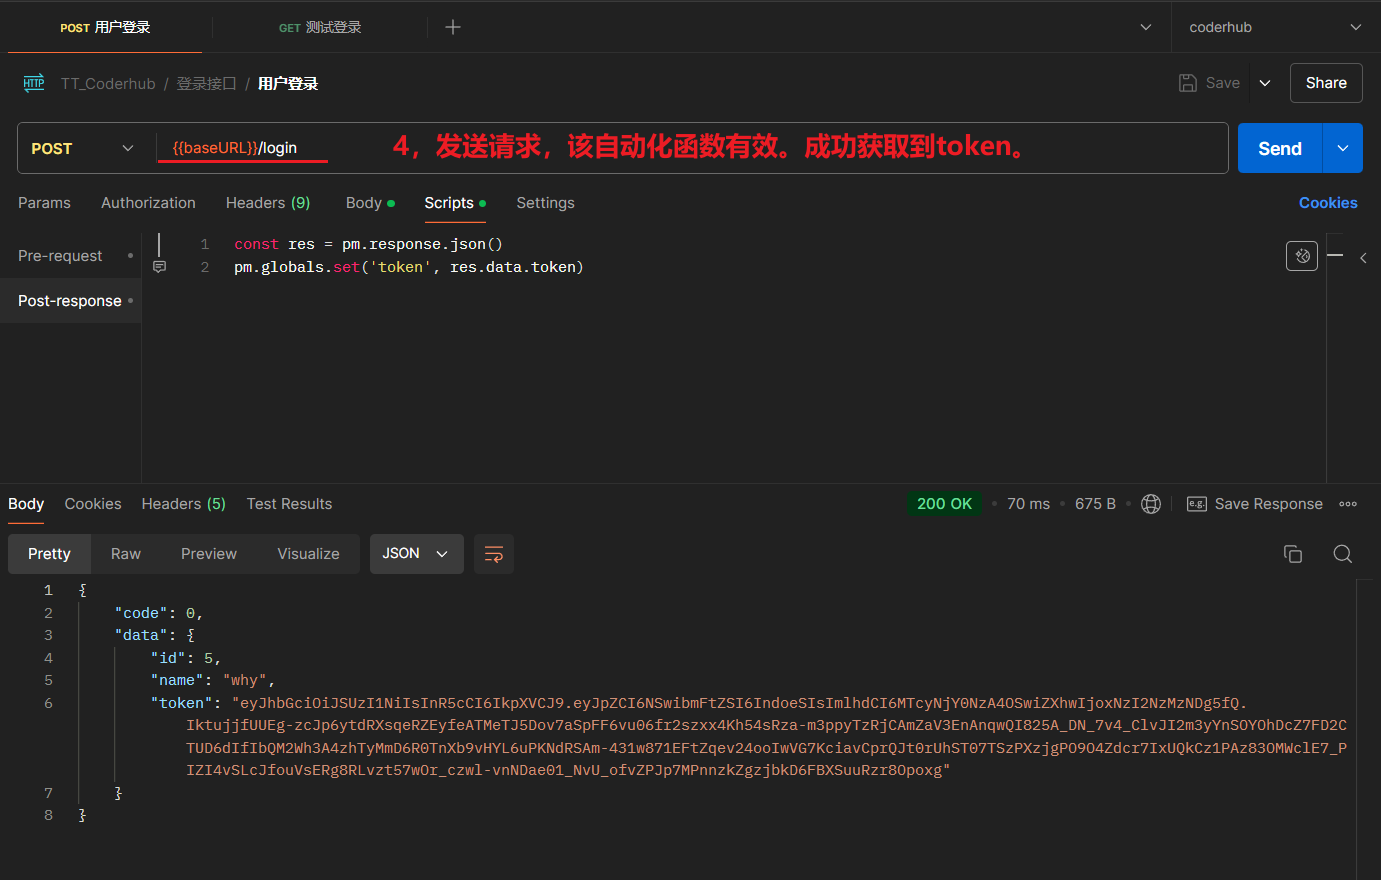 POST 用户登录
GET 测试登录
coderhub
HTTP TT_Coderhub / 登录接口 / 用户登录
Save
Share
POST
{{baseURL}}/login
4，发送请求，该自动化函数有效。成功获取到token。
Send
Params
Authorization
Headers (9)
Body
Scripts
Settings
Cookies
Pre-request
Post-response
1 const res = pm.response.json()
2 pm.globals.set('token', res.data.token)
Body
Cookies
Headers (5)
Test Results
200 OK
70 ms
675 B
e.g. Save Response
Pretty
Raw
Preview
Visualize
JSON
1 {
2 "code": 0,
3 "data": {
4 "id": 5,
5 "name": "why",
6 "token": "eyJhbGciOiJSUzI1NiIsInR5cCI6IkpXVCJ9.eyJpZCI6NSwibmFtZSI6IndoeSIsImlhdCI6MTcyNjY0NzA4OSwiZXhwIjoxNzI2NzMzNDg5fQ.
IktujjfUUEg-zcJp6ytdRXsqeRZEyfeATMeTJ5Dov7aSpFF6vu06fr2szxx4Kh54sRza-m3ppyTzRjCAmZaV3EnAnqwQI825A_DN_7v4_ClvJI2m3yYnSOYOhDcZ7FD2C
TUD6dIfIbQM2Wh3A4zhTyMmD6R0TnXb9vHYL6uPKNdRSAm-431w871EFtZqev24ooIwVG7KciavCprQJt0rUhST07TSzPXzjgPO9O4Zdcr7IxUQkCz1PAz83OMWclE7_P
IZI4vSLcJfouVsERg8RLvzt57wOr_czwl-vnNDae01_NvU_ofvZPJp7MPnnzkZgzjbkD6FBXSuuRzr8Opoxg"
7 }
8 }